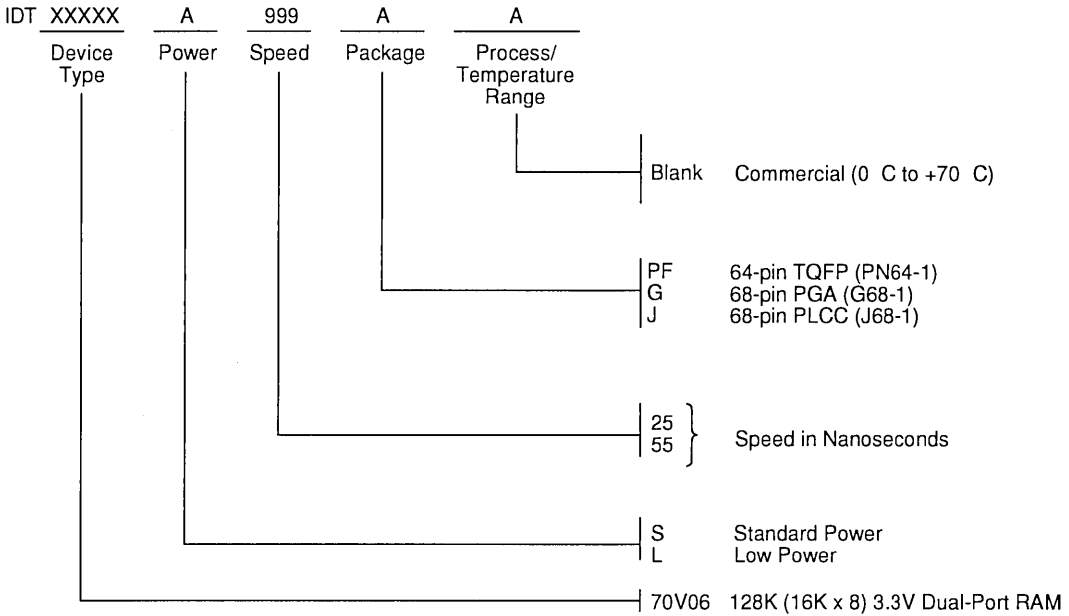 IDT XXXXX A 999 A A
Device Type Power Speed Package Process/ Temperature Range
Blank Commercial (0 C to +70 C)
PF 64-pin TQFP (PN64-1)
G 68-pin PGA (G68-1)
J 68-pin PLCC (J68-1)
25
55
Speed in Nanoseconds
S Standard Power
L Low Power
70V06 128K (16K x 8) 3.3V Dual-Port RAM